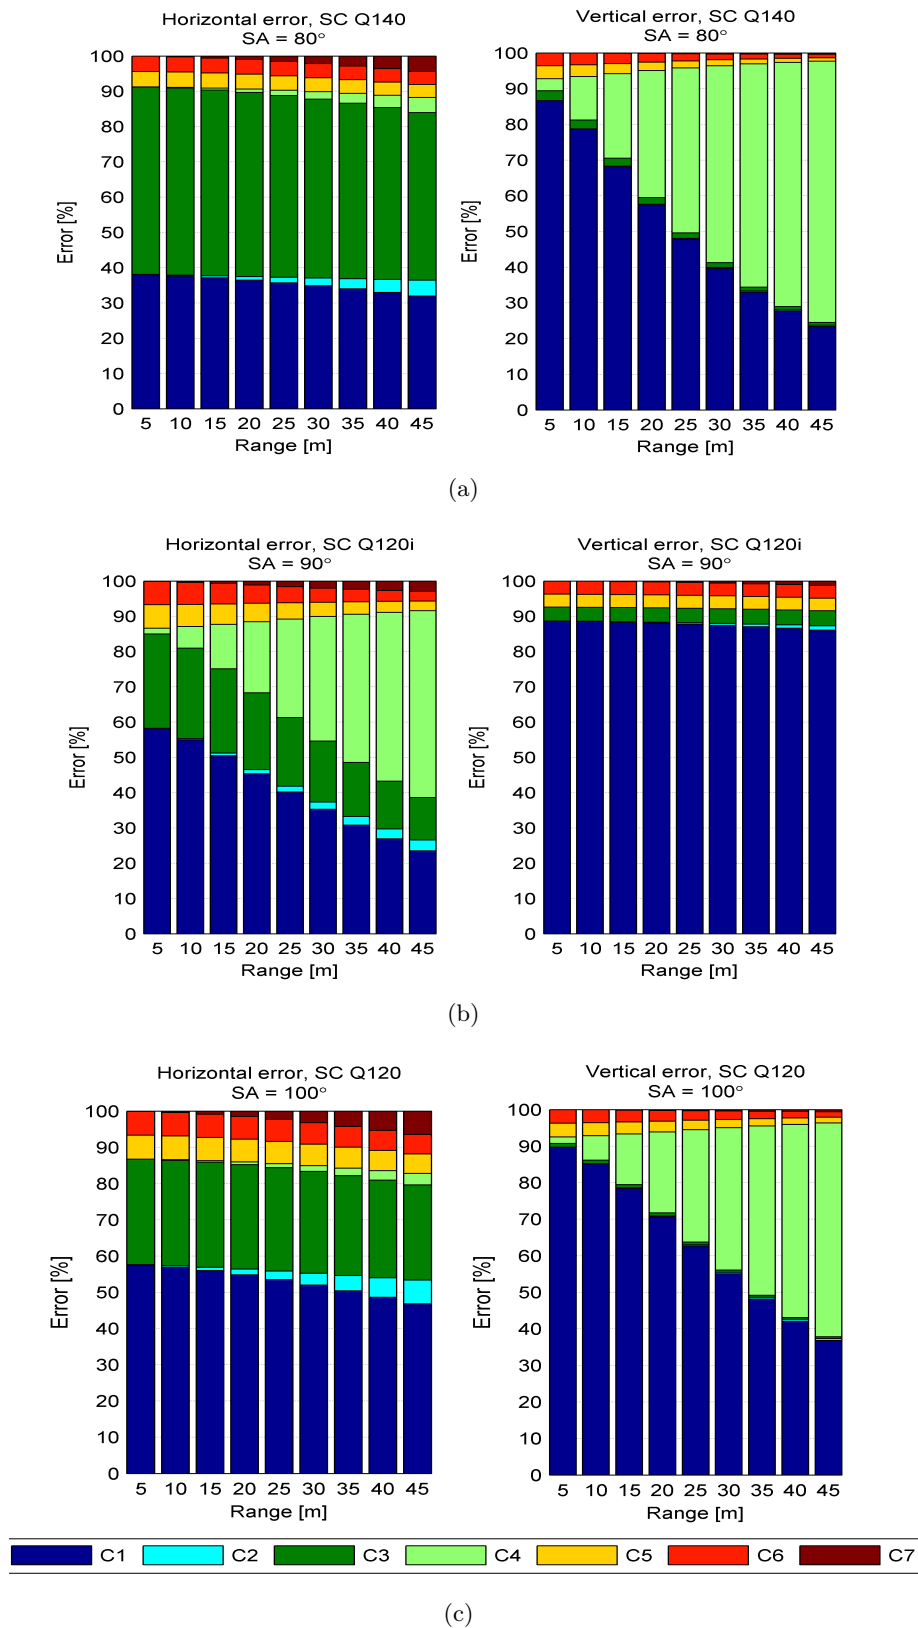 Horizontal error, SC Q140
SA = 80°
Error [%]
100
90
80
70
60
50
40
30
20
10
0
5 10 15 20 25 30 35 40 45
Range [m]
Vertical error, SC Q140
SA = 80°
Error [%]
100
90
80
70
60
50
40
30
20
10
0
5 10 15 20 25 30 35 40 45
Range [m]
(a)
Horizontal error, SC Q120i
SA = 90°
Error [%]
100
90
80
70
60
50
40
30
20
10
0
5 10 15 20 25 30 35 40 45
Range [m]
Vertical error, SC Q120i
SA = 90°
Error [%]
100
90
80
70
60
50
40
30
20
10
0
5 10 15 20 25 30 35 40 45
Range [m]
(b)
Horizontal error, SC Q120
SA = 100°
Error [%]
100
90
80
70
60
50
40
30
20
10
0
5 10 15 20 25 30 35 40 45
Range [m]
Vertical error, SC Q120
SA = 100°
Error [%]
100
90
80
70
60
50
40
30
20
10
0
5 10 15 20 25 30 35 40 45
Range [m]
C1 C2 C3 C4 C5 C6 C7
(c)